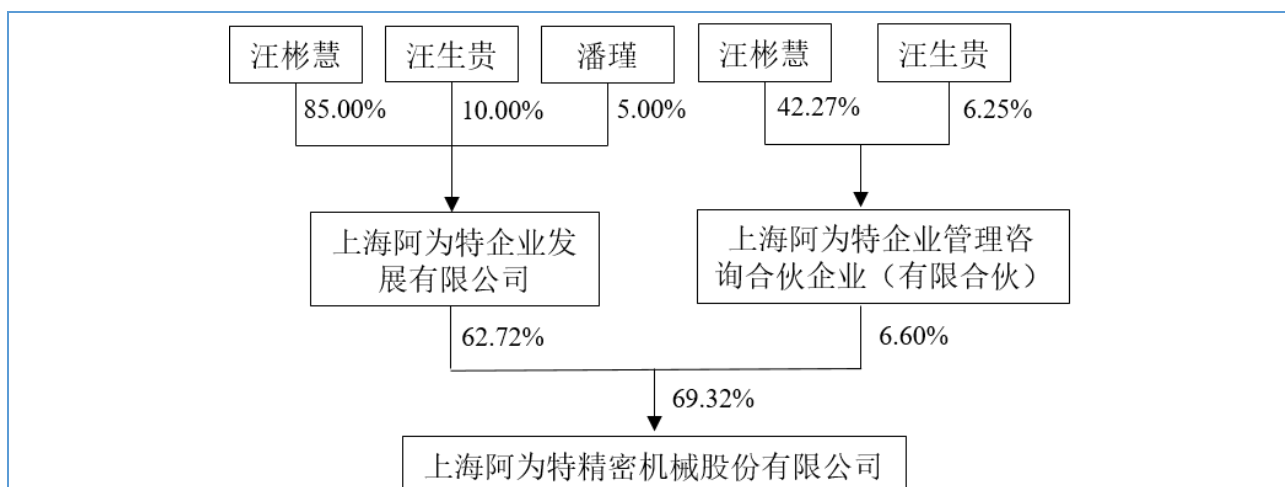 汪彬慧
汪生贵
潘瑾
汪彬慧
汪生贵
85.00%
10.00%
5.00%
42.27%
6.25%
上海阿为特企业发
展有限公司
上海阿为特企业管理咨
询合伙企业（有限合伙）
62.72%
6.60%
69.32%
上海阿为特精密机械股份有限公司